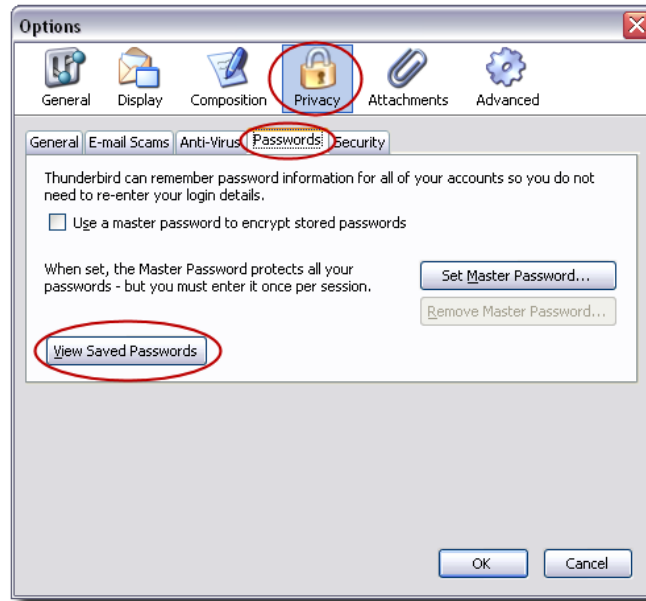 Options
General Display Composition Privacy Attachments Advanced
General E-mail Scams Anti-Virus Passwords Security
Thunderbird can remember password information for all of your accounts so you do not
need to re-enter your login details.
Use a master password to encrypt stored passwords
When set, the Master Password protects all your
passwords - but you must enter it once per session.
Set Master Password...
Remove Master Password...
View Saved Passwords
OK Cancel